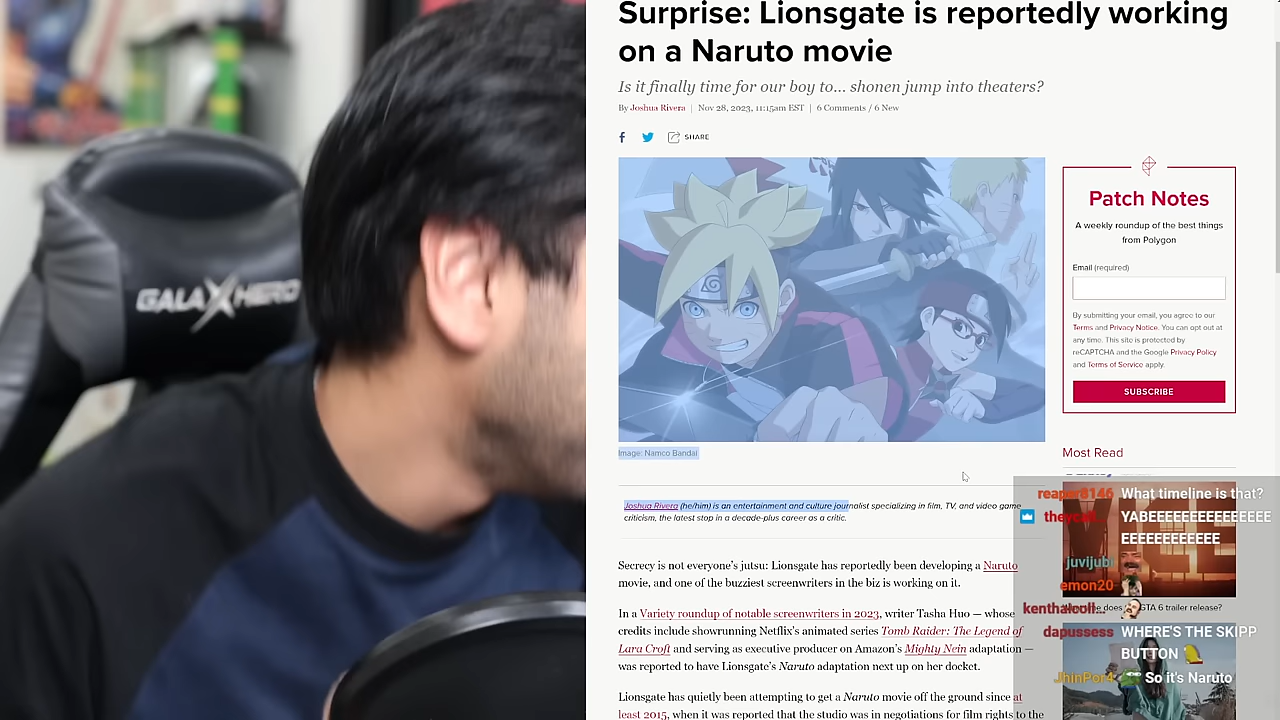 GALAXHERO
Surprise: Lionsgate is reportedly working
on a Naruto movie
Is it finally time for our boy to... shonen jump into theaters?
By Joshua Rivera | Nov 28, 2023, 11:15am EST | 6 Comments / 6 New
SHARE
Image: Namco Bandai
Joshua Rivera (he/him) is an entertainment and culture journalist specializing in film, TV, and video game
criticism, the latest stop in a decade-plus career as a critic.
Secrecy is not everyone's jutsu: Lionsgate has reportedly been developing a Naruto
movie, and one of the buzziest screenwriters in the biz is working on it.
In a Variety roundup of notable screenwriters in 2023, writer Tasha Huo — whose
credits include showrunning Netflix's animated series Tomb Raider: The Legend of
Lara Croft and serving as executive producer on Amazon's Mighty Nein adaptation —
was reported to have Lionsgate's Naruto adaptation next up on her docket.
Lionsgate has quietly been attempting to get a Naruto movie off the ground since at
least 2015, when it was reported that the studio was in negotiations for film rights to the
Patch Notes
A weekly roundup of the best things
from Polygon
Email (required)
By submitting your email, you agree to our
Terms and Privacy Notice. You can opt out at
any time. This site is protected by
reCAPTCHA and the Google Privacy Policy
and Terms of Service apply.
SUBSCRIBE
Most Read
reaper8146 What timeline is that?
YABEEEEEEEEEEEEEEE
EEEEEEEEEEEE
juvijubi
emon20
does GTA 6 trailer release?
dapussess WHERE'S THE SKIPP
BUTTON
JhinPor4 So it's Naruto